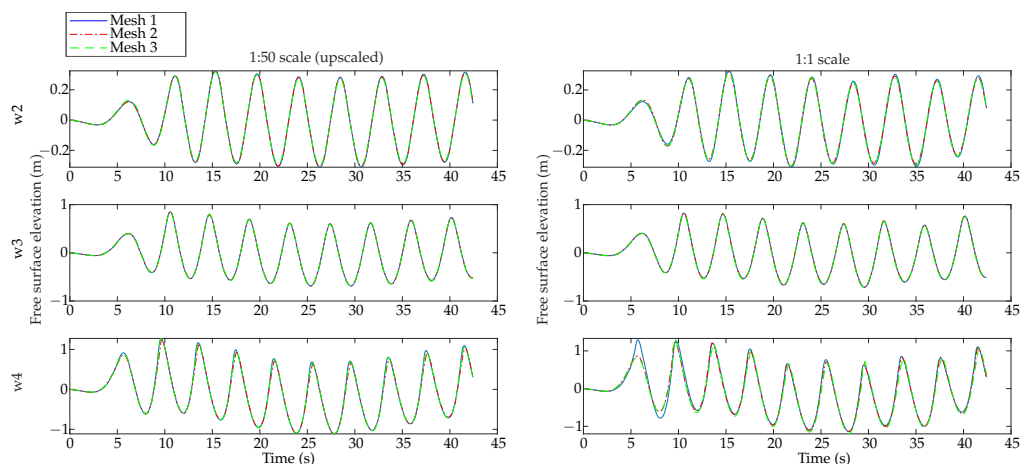 Mesh 1
Mesh 2
Mesh 3
1:50 scale (upscaled)
1:1 scale
w2
0.2
0
−0.2
0 5 10 15 20 25 30 35 40 45
0.2
0
−0.2
0 5 10 15 20 25 30 35 40 45
w3
Free surface elevation (m)
1
0
−1
0 5 10 15 20 25 30 35 40 45
Free surface elevation (m)
1
0
−1
0 5 10 15 20 25 30 35 40 45
w4
1
0
−1
0 5 10 15 20 25 30 35 40 45
Time (s)
1
0
−1
0 5 10 15 20 25 30 35 40 45
Time (s)